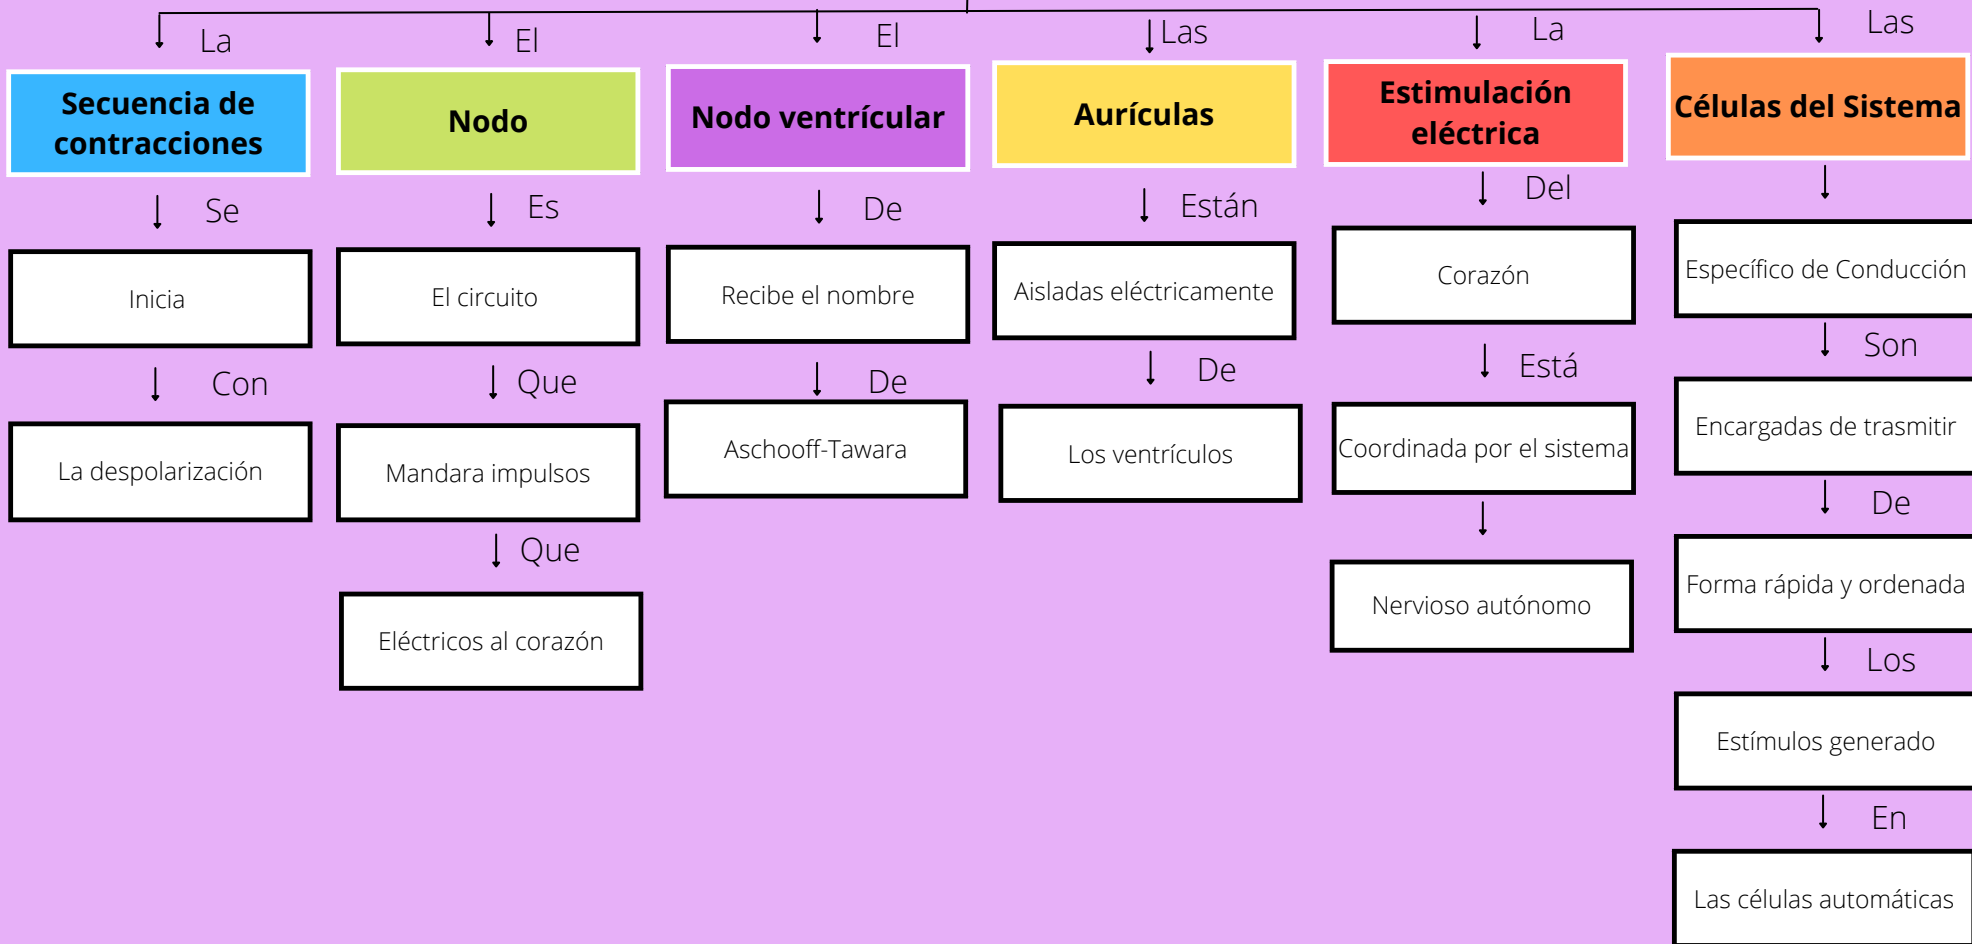 La
Secuencia de
contracciones
Se
Inicia
Con
La despolarización
El
Nodo
Es
El circuito
Que
Mandara impulsos
Que
Eléctricos al corazón
El
Nodo ventrícular
De
Recibe el nombre
De
Aschooff-Tawara
Las
Aurículas
Están
Aisladas eléctricamente
De
Los ventrículos
La
Estimulación
eléctrica
Del
Corazón
Está
Coordinada por el sistema
Nervioso autónomo
Las
Células del Sistema
Específico de Conducción
Son
Encargadas de trasmitir
De
Forma rápida y ordenada
Los
Estímulos generado
En
Las células automáticas